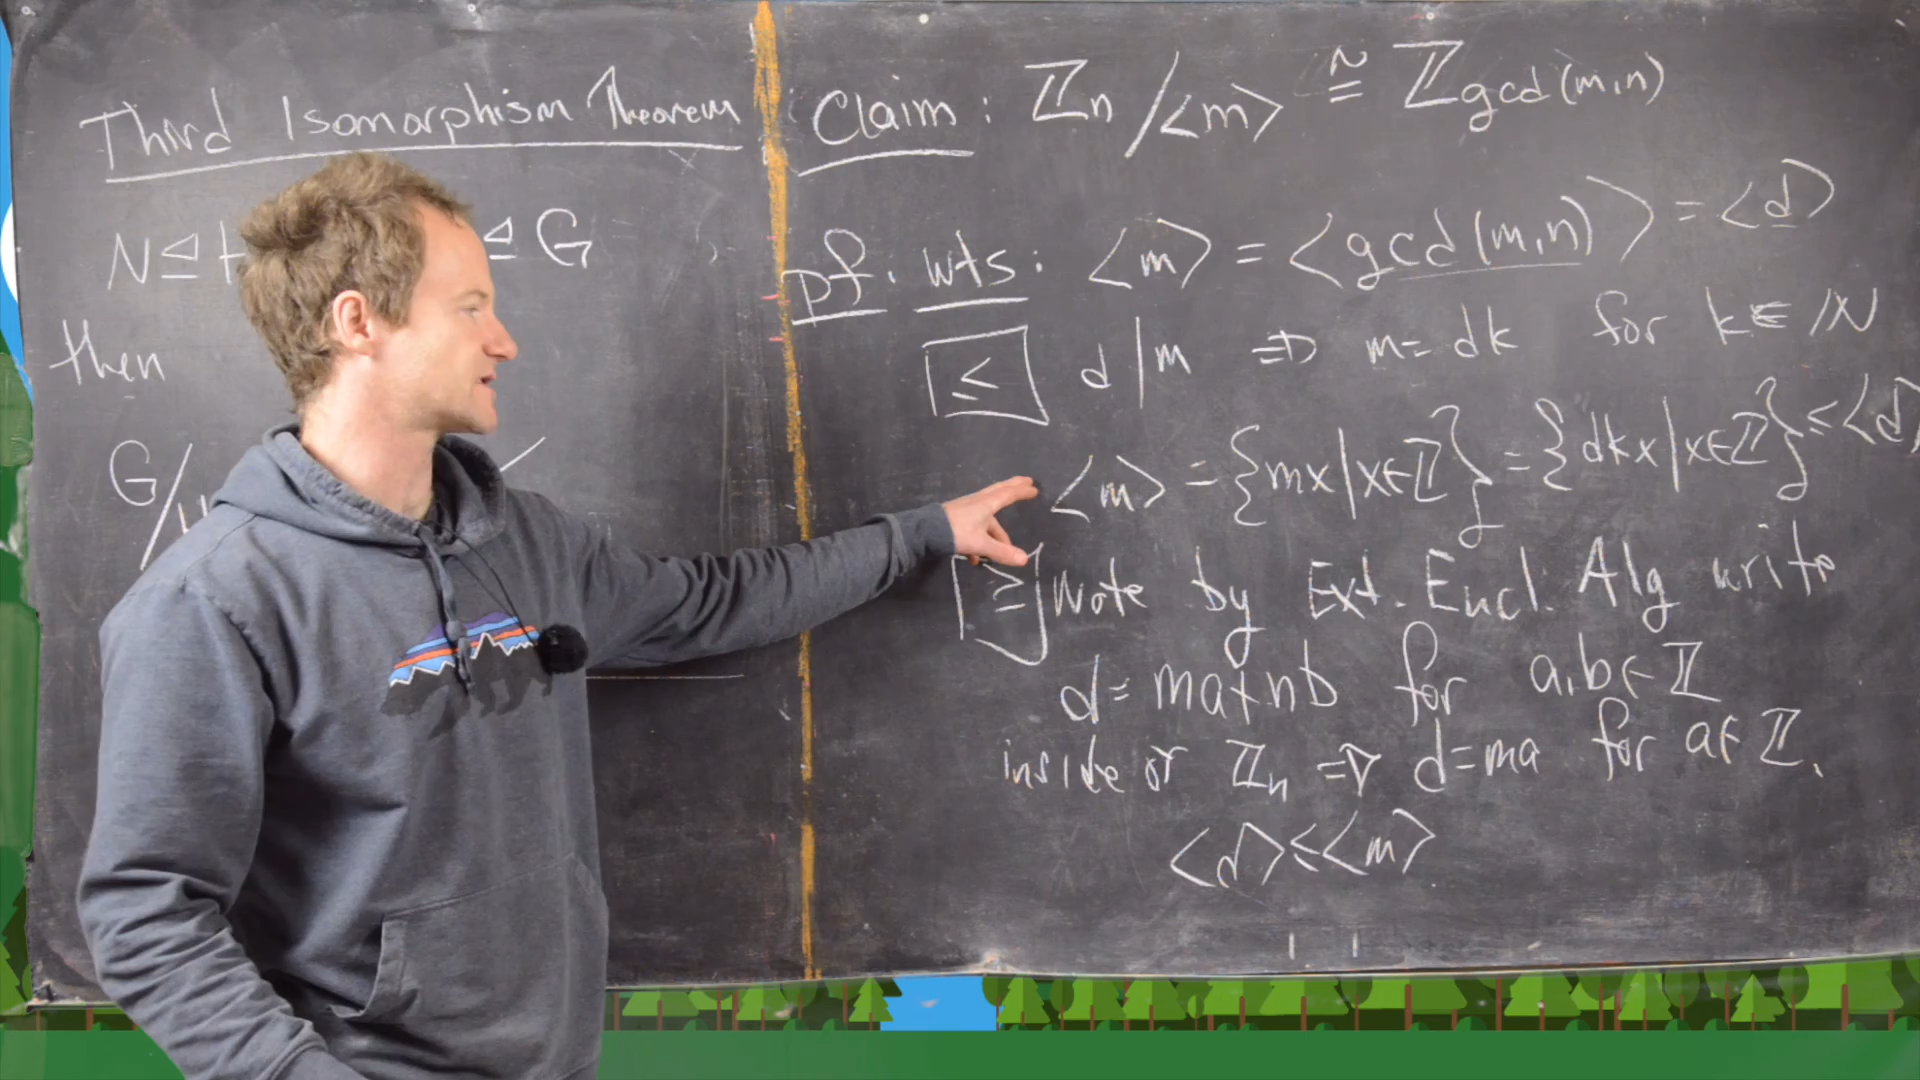 Third Isomorphism Theorem
N ⊴ ⊴ G
then
G/
Claim: ℤn/<m> ≅ ℤgcd(m,n)
pf. wts: <m> = <gcd(m,n)> = <d>
≤ d|m ⇒ m = dk for k ∈ ℕ
<m> = {mx|x∈ℤ} = {dkx|x∈ℤ} ≤ <d>
≥ Note by Ext. Eucl. Alg write
d = ma+nb for a,b ∈ ℤ
inside of ℤn ⇒ d=ma for a∈ℤ.
<d> ≤ <m>